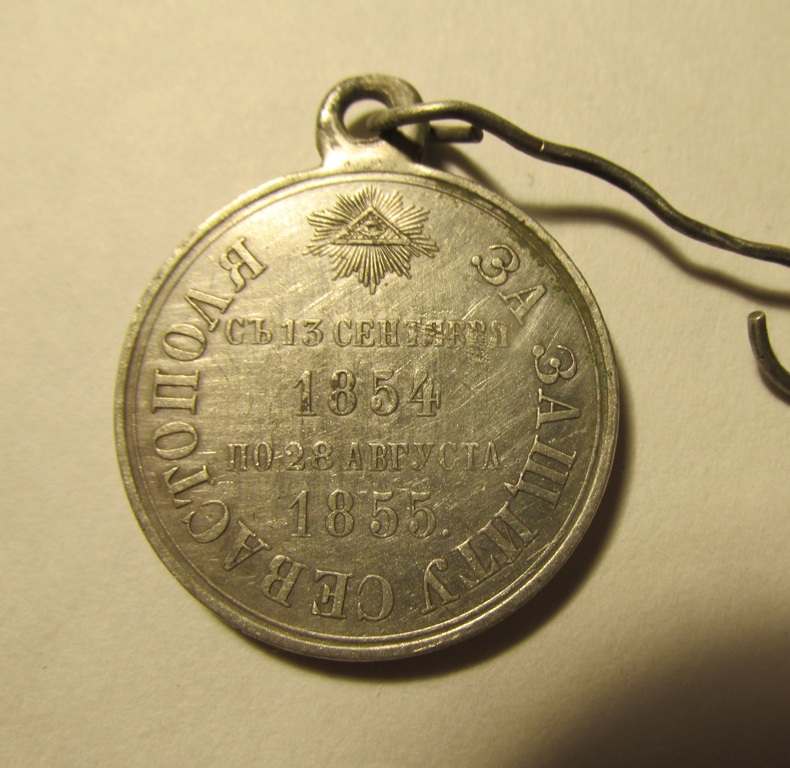 ЗА ЗАЩИТУ СЕВАСТОПОЛЯ
СЪ 13 СЕНТЯБРЯ
1854
ПО 28 АВГУСТА
1855.